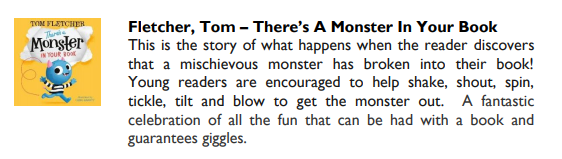 TOM FLETCHER
There's A
Monster
IN YOUR BOOK
Fletcher, Tom – There's A Monster In Your Book
This is the story of what happens when the reader discovers
that a mischievous monster has broken into their book!
Young readers are encouraged to help shake, shout, spin,
tickle, tilt and blow to get the monster out. A fantastic
celebration of all the fun that can be had with a book and
guarantees giggles.